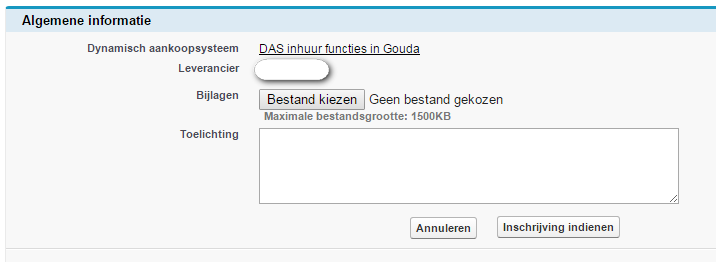 Algemene informatie
Dynamisch aankoopsysteem DAS inhuur functies in Gouda
Leverancier
Bijlagen Bestand kiezen Geen bestand gekozen
Maximale bestandsgrootte: 1500KB
Toelichting
Annuleren Inschrijving indienen